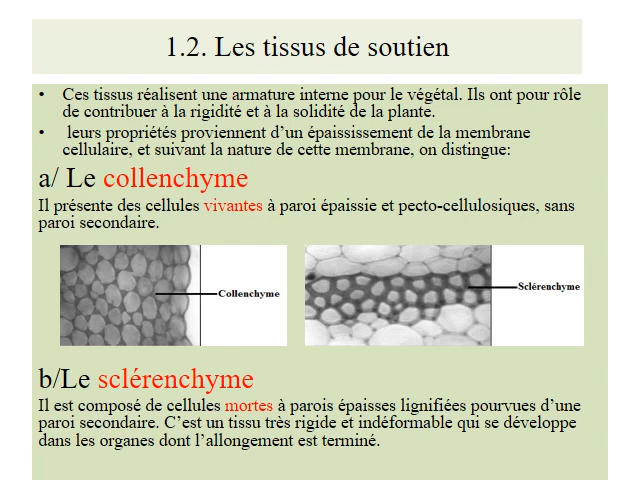 1.2. Les tissus de soutien
• Ces tissus réalisent une armature interne pour le végétal. Ils ont pour rôle
de contribuer à la rigidité et à la solidité de la plante.
• leurs propriétés proviennent d’un épaississement de la membrane
cellulaire, et suivant la nature de cette membrane, on distingue:
a/ Le collenchyme
Il présente des cellules vivantes à paroi épaissie et pecto-cellulosiques, sans
paroi secondaire.
Collenchyme
Sclérenchyme
b/Le sclérenchyme
Il est composé de cellules mortes à parois épaisses lignifiées pourvues d’une
paroi secondaire. C’est un tissu très rigide et indéformable qui se développe
dans les organes dont l’allongement est terminé.